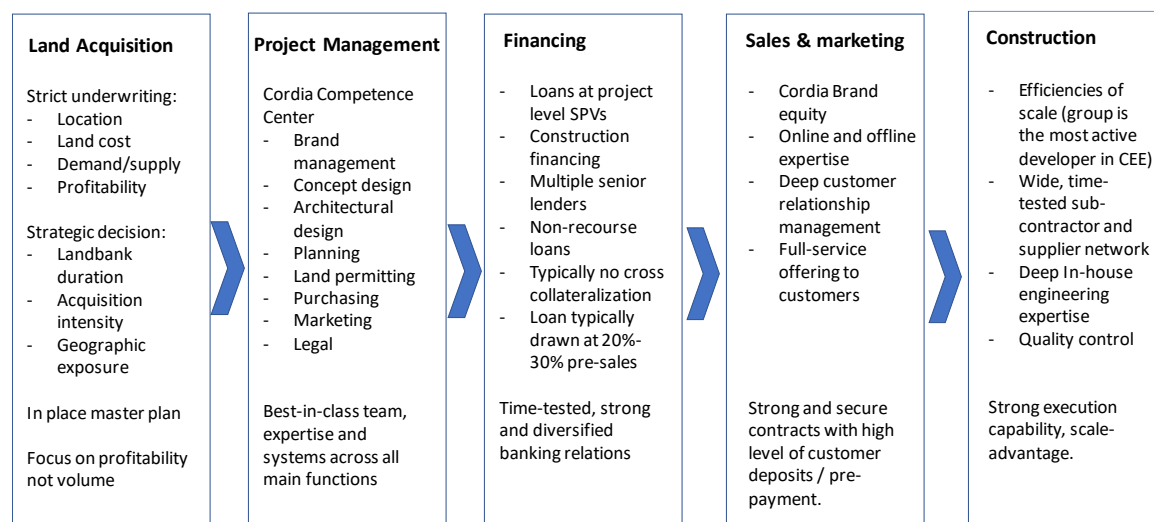 Land Acquisition
Strict underwriting:
- Location
- Land cost
- Demand/supply
- Profitability
Strategic decision:
- Landbank
duration
- Acquisition
intensity
- Geographic
exposure
In place master plan
Focus on profitability
not volume
Project Management
Cordia Competence
Center
- Brand
management
- Concept design
- Architectural
design
- Planning
- Land permitting
- Purchasing
- Marketing
- Legal
Best-in-class team,
expertise and
systems across all
main functions
Financing
- Loans at project
level SPVs
- Construction
financing
- Multiple senior
lenders
- Non-recourse
loans
- Typically no cross
collateralization
- Loan typically
drawn at 20%-
30% pre-sales
Time-tested, strong
and diversified
banking relations
Sales & marketing
- Cordia Brand
equity
- Online and offline
expertise
- Deep customer
relationship
management
- Full-service
offering to
customers
Strong and secure
contracts with high
level of customer
deposits / pre-
payment.
Construction
- Efficiencies of
scale (group is
the most active
developer in CEE)
- Wide, time-
tested sub-
contractor and
supplier network
- Deep In-house
engineering
expertise
- Quality control
Strong execution
capability, scale-
advantage.